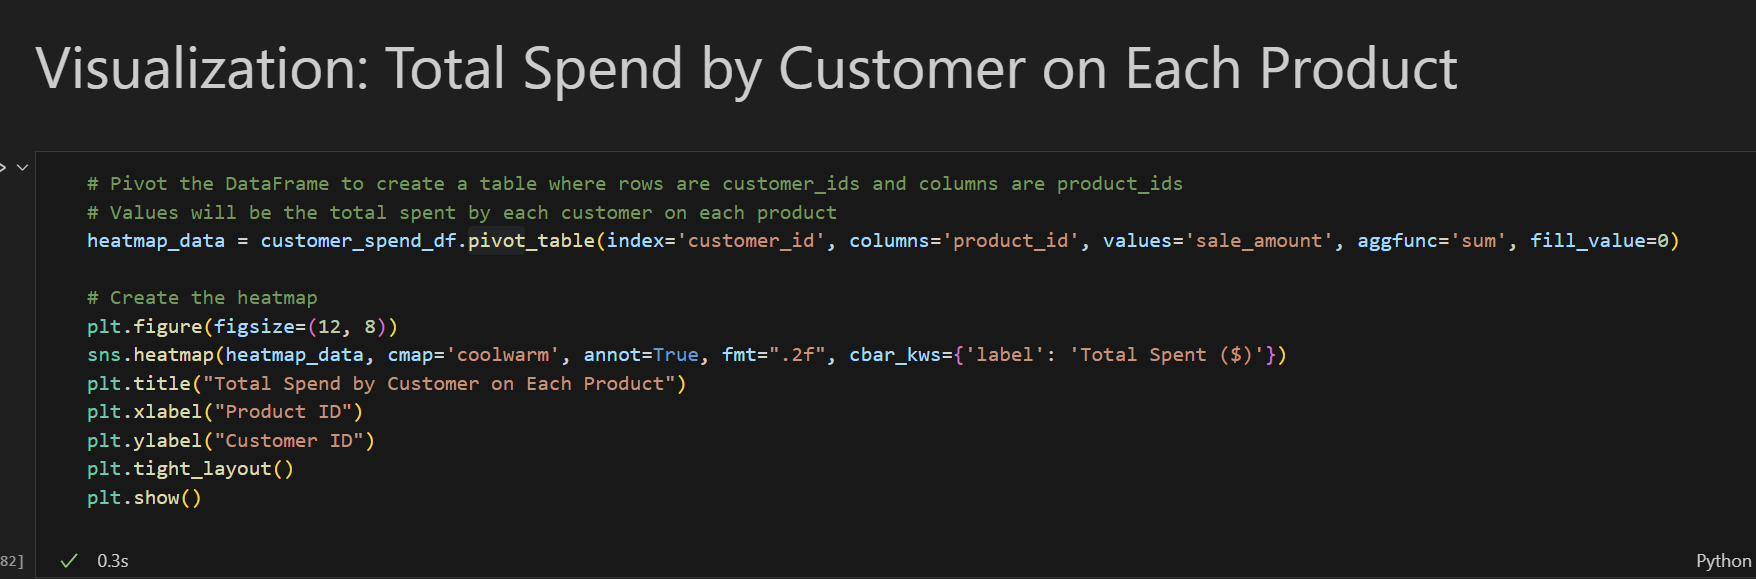 Visualization: Total Spend by Customer on Each Product
# Pivot the DataFrame to create a table where rows are customer_ids and columns are product_ids
# Values will be the total spent by each customer on each product
heatmap_data = customer_spend_df.pivot_table(index='customer_id', columns='product_id', values='sale_amount', aggfunc='sum', fill_value=0)
# Create the heatmap
plt.figure(figsize=(12, 8))
sns.heatmap(heatmap_data, cmap='coolwarm', annot=True, fmt=".2f", cbar_kws={'label': 'Total Spent ($)'})
plt.title("Total Spend by Customer on Each Product")
plt.xlabel("Product ID")
plt.ylabel("Customer ID")
plt.tight_layout()
plt.show()
82] 0.3s Python